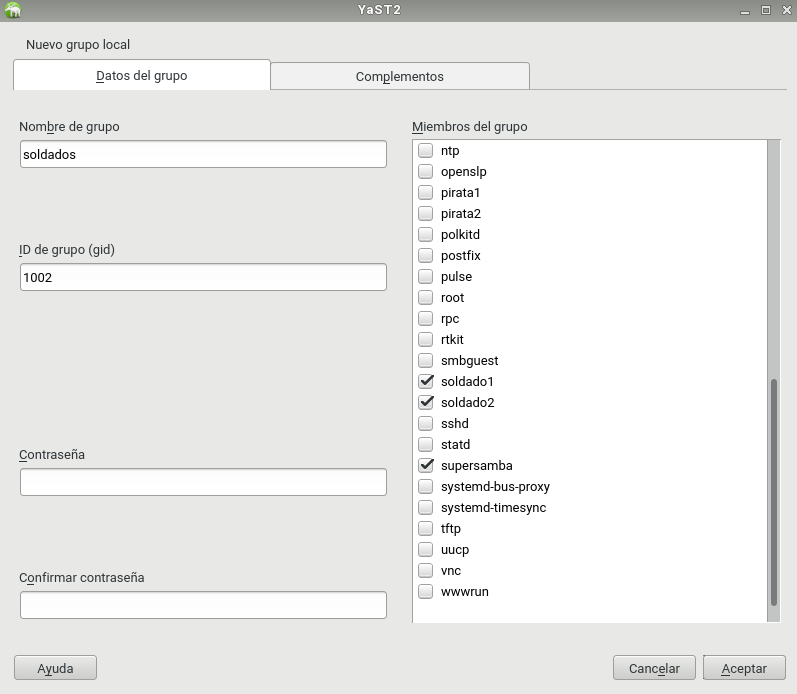 YaST2
Nuevo grupo local
Datos del grupo
Complementos
Nombre de grupo
soldados
ID de grupo (gid)
1002
Contraseña
Confirmar contraseña
Miembros del grupo
ntp
openslp
pirata1
pirata2
polkitd
postfix
pulse
root
rpc
rtkit
smbguest
soldado1
soldado2
sshd
statd
supersamba
systemd-bus-proxy
systemd-timesync
tftp
uucp
vnc
wwwrun
Ayuda
Cancelar
Aceptar